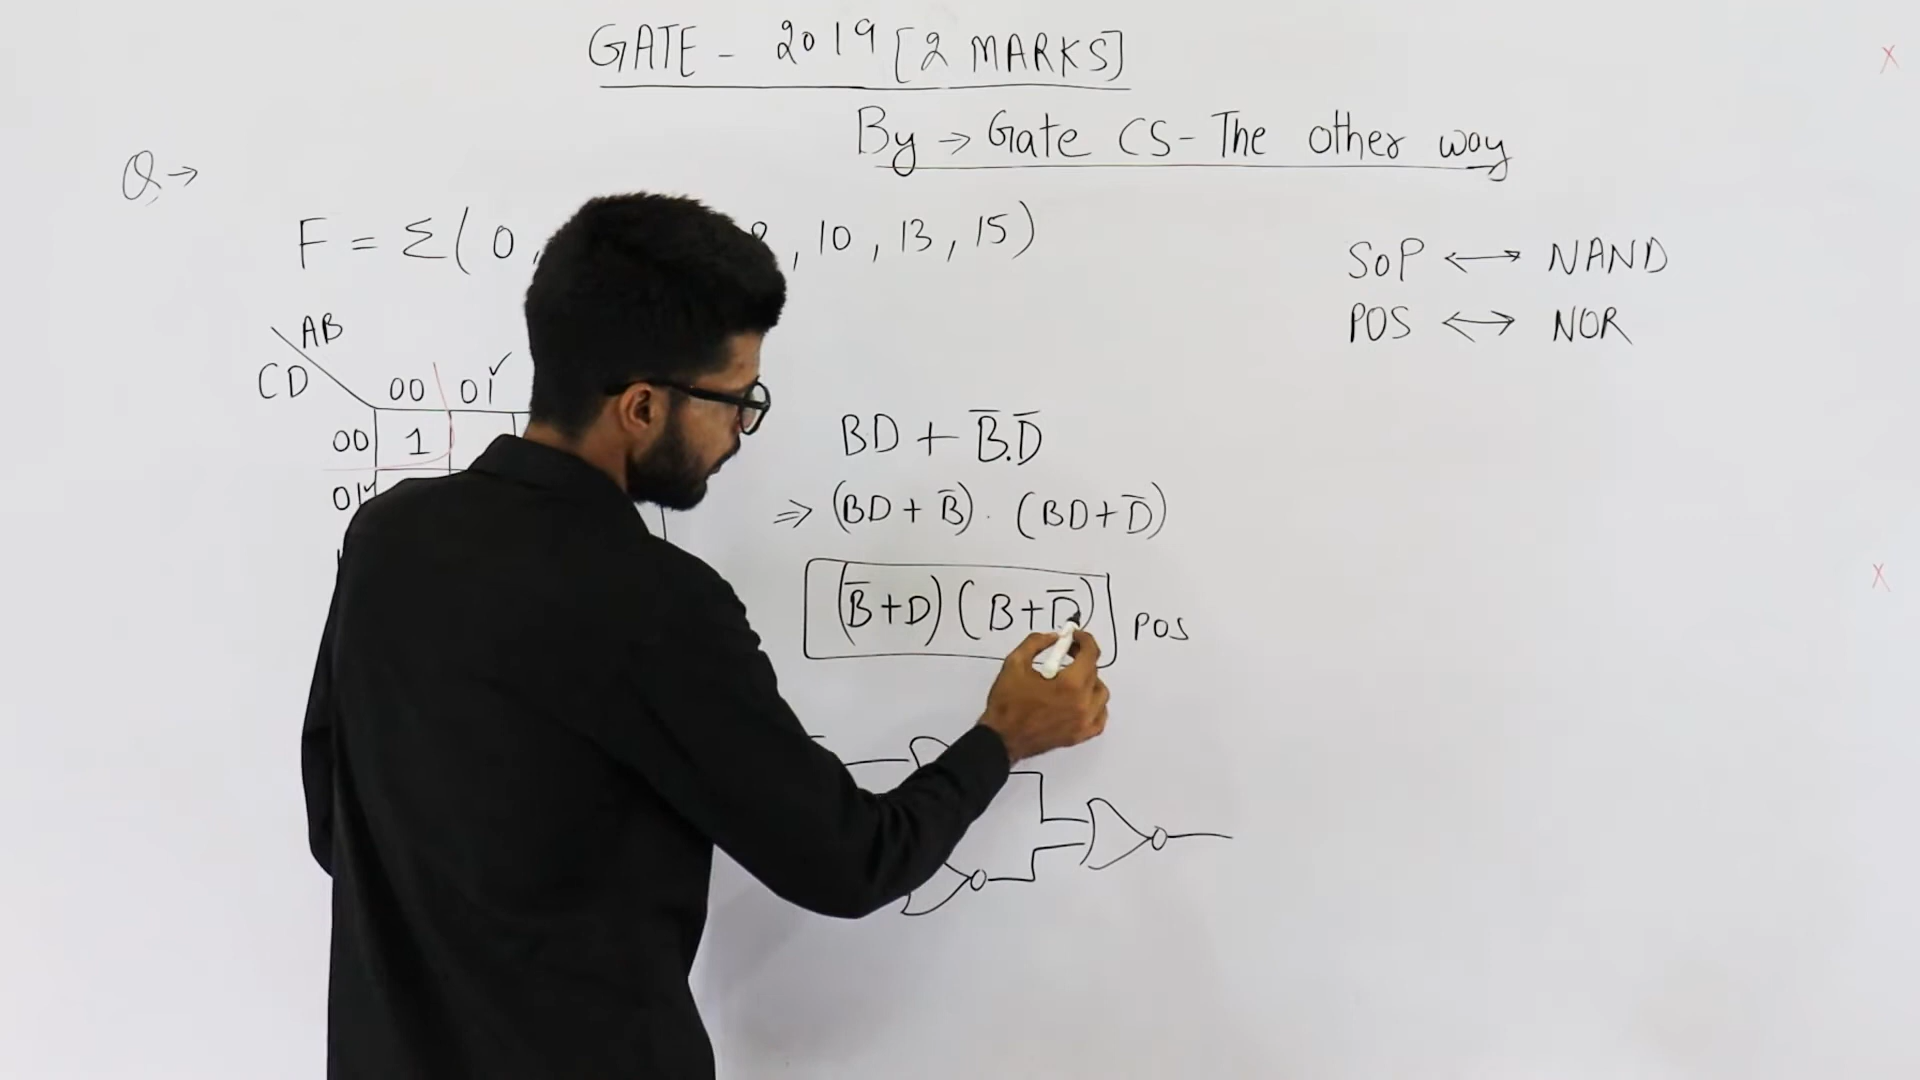 GATE - 2019 [2 MARKS]
By → Gate CS - The other way
Q →
F = Σ( 0, , 10 , 13 , 15)
SOP ⟷ NAND
POS ⟷ NOR
AB
CD
00 01 ✓
00 1
01 ✓
BD + B̅.D̅
⇒ (BD + B̅) . (BD + D̅)
(B̅ + D) (B + D̅) POS